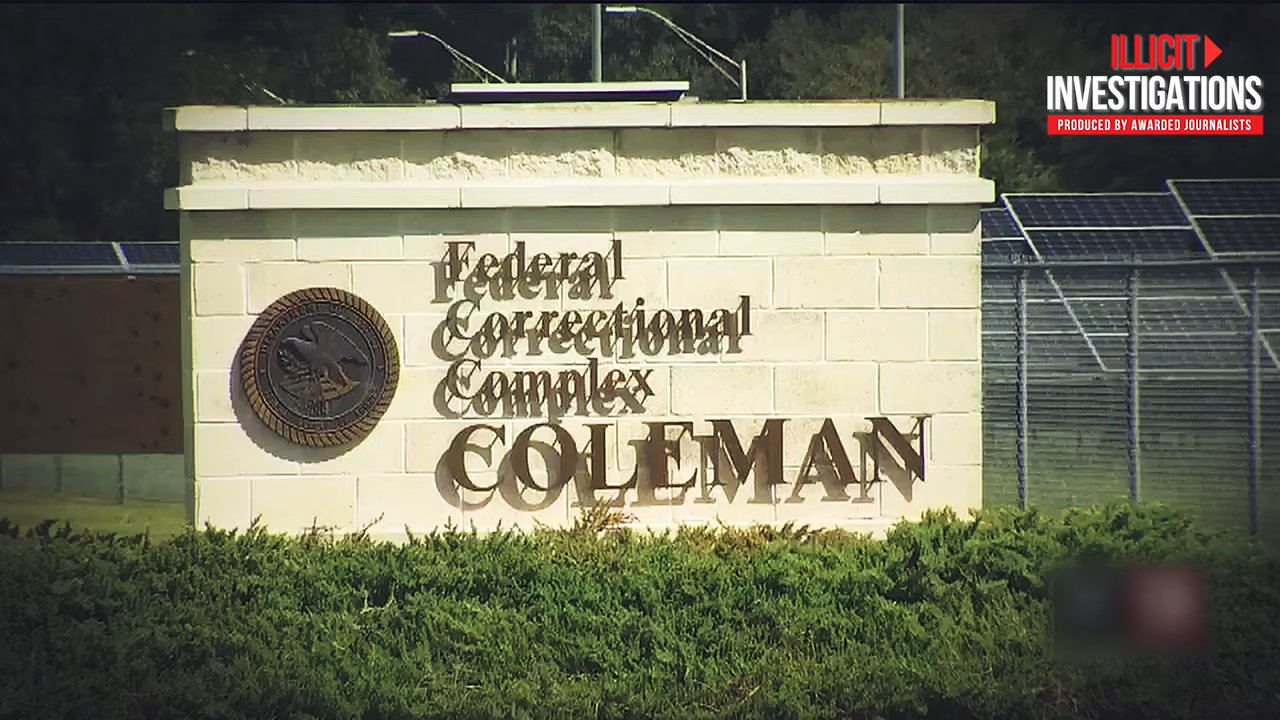 ILLICIT
INVESTIGATIONS
PRODUCED BY AWARDED JOURNALISTS
Federal
Correctional
Complex
COLEMAN